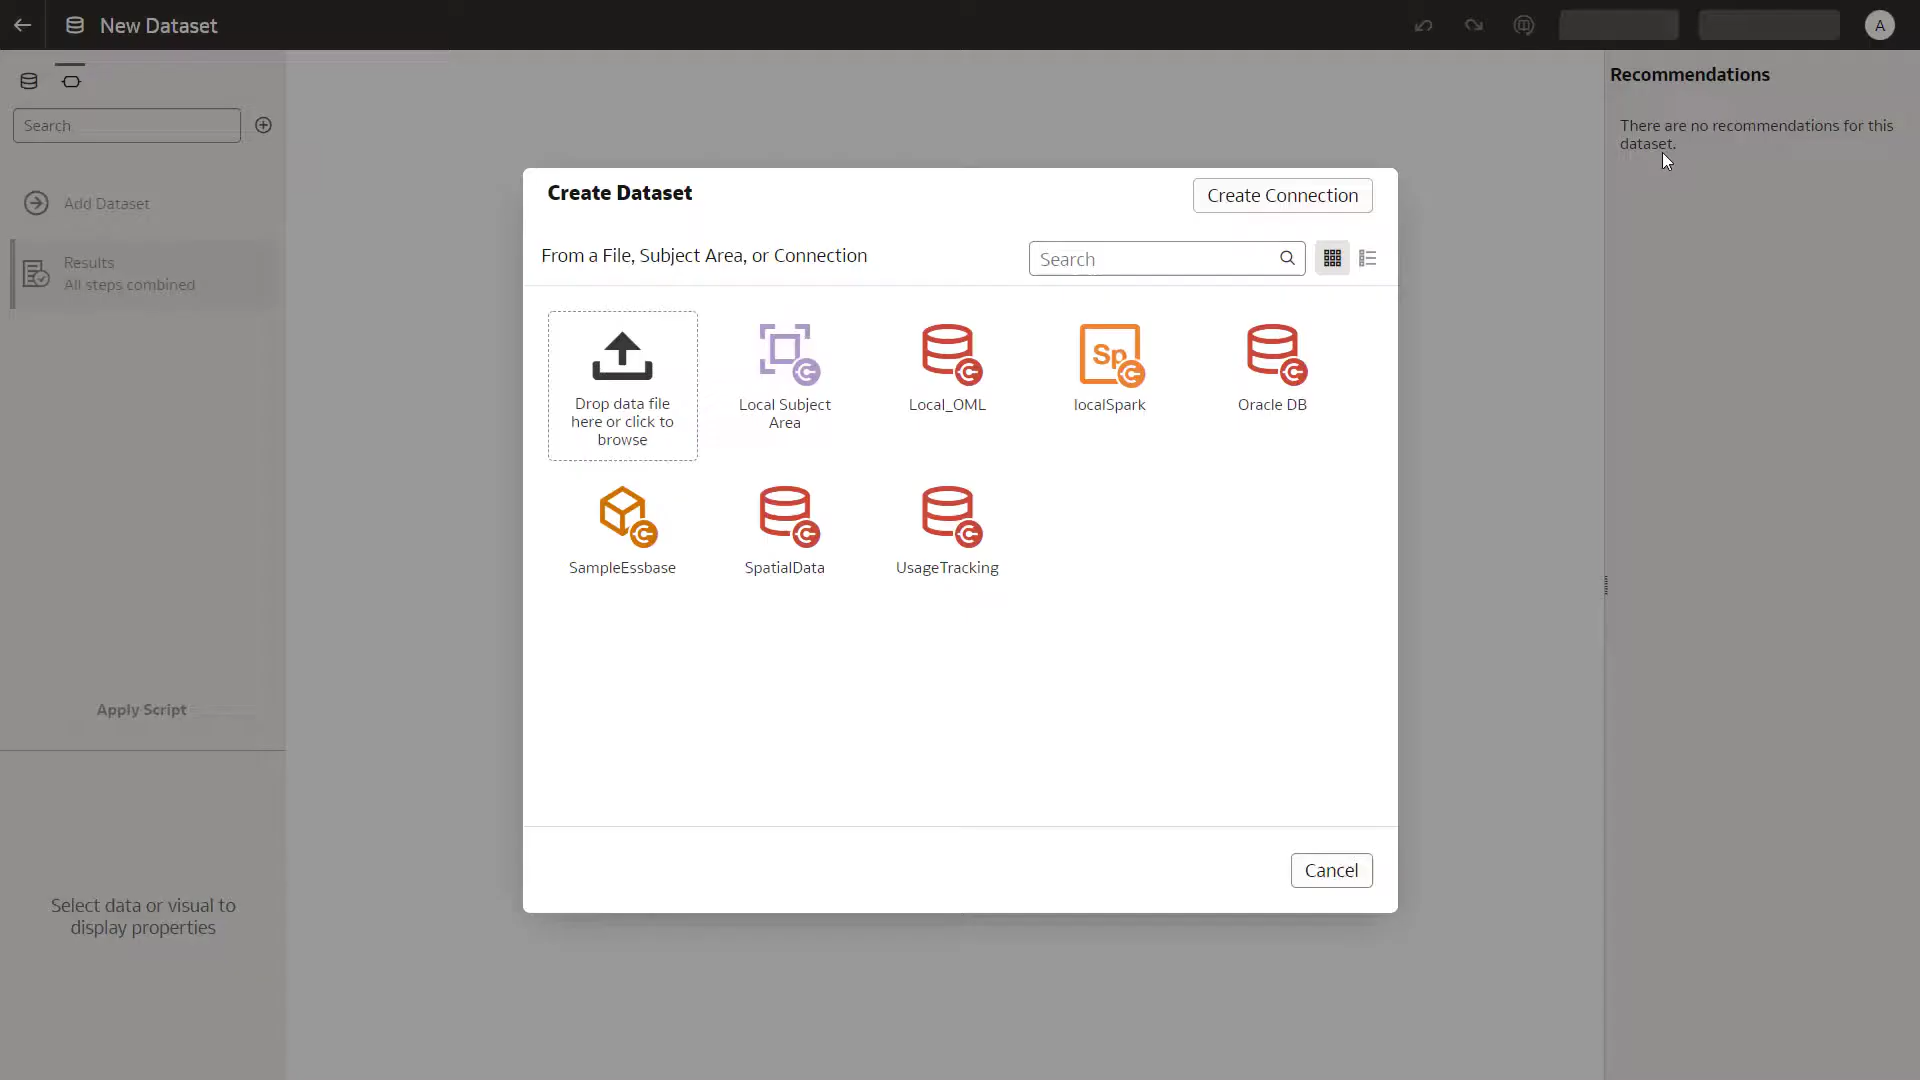 New Dataset
A
Search
Add Dataset
Results
All steps combined
Apply Script
Select data or visual to
display properties
Create Dataset
Create Connection
From a File, Subject Area, or Connection
Search
Drop data file
here or click to
browse
Local Subject
Area
Local_OML
Sp
localSpark
Oracle DB
SampleEssbase
SpatialData
UsageTracking
Cancel
Recommendations
There are no recommendations for this
dataset.